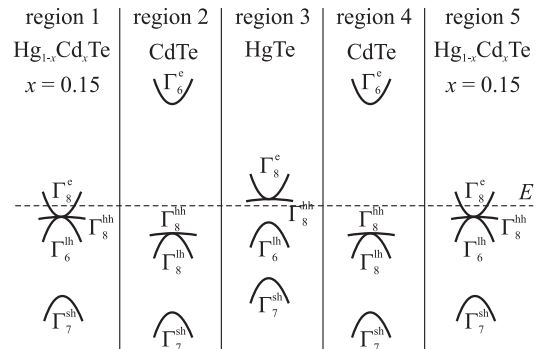 region 1 region 2 region 3 region 4 region 5
Hg₁₋ₓCdₓTe CdTe HgTe CdTe Hg₁₋ₓCdₓTe
x = 0.15 Γ₆ᵉ Γ₆ᵉ x = 0.15
Γ₈ᵉ
Γ₈ᵉ Γ₈ᵉ E
Γ₈ʰʰ Γ₈ʰʰ Γ₈ʰʰ Γ₈ʰʰ Γ₈ʰʰ
Γ₆ˡʰ Γ₈ˡʰ Γ₆ˡʰ Γ₈ˡʰ Γ₆ˡʰ
Γ₇ˢʰ Γ₇ˢʰ Γ₇ˢʰ Γ₇ˢʰ Γ₇ˢʰ